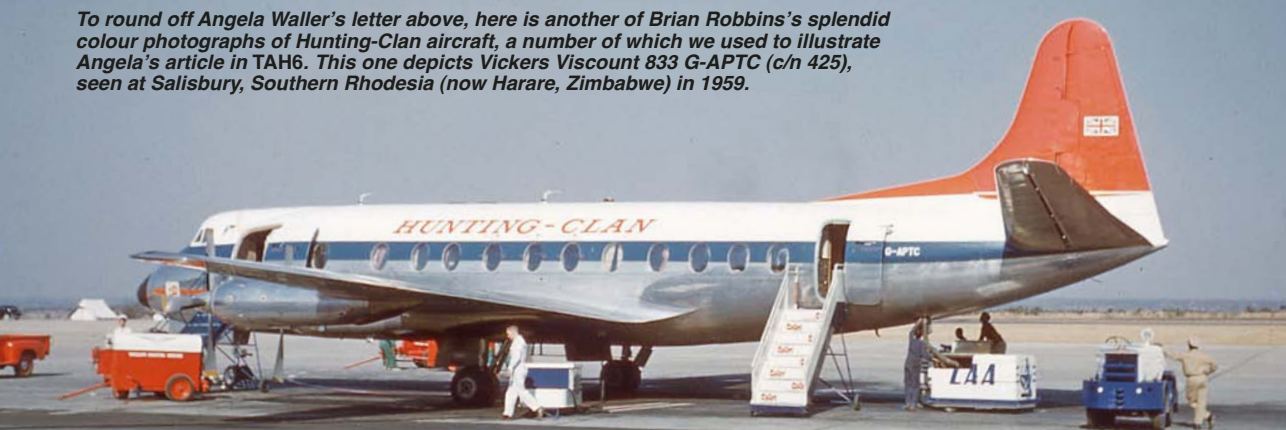 To round off Angela Waller’s letter above, here is another of Brian Robbins’s splendid
colour photographs of Hunting-Clan aircraft, a number of which we used to illustrate
Angela’s article in TAH6. This one depicts Vickers Viscount 833 G-APTC (c/n 425),
seen at Salisbury, Southern Rhodesia (now Harare, Zimbabwe) in 1959.
HUNTING-CLAN
G-APTC